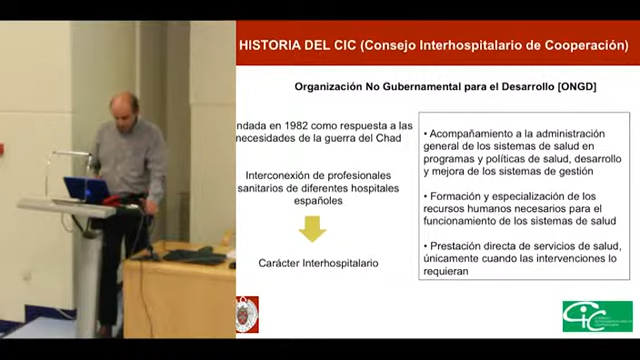 HISTORIA DEL CIC (Consejo Interhospitalario de Cooperación)
Organización No Gubernamental para el Desarrollo [ONGD]
ndada en 1982 como respuesta a las
necesidades de la guerra del Chad
Interconexión de profesionales
sanitarios de diferentes hospitales
españoles
Carácter Interhospitalario
• Acompañamiento a la administración
general de los sistemas de salud en
programas y políticas de salud, desarrollo
y mejora de los sistemas de gestión
• Formación y especialización de los
recursos humanos necesarios para el
funcionamiento de los sistemas de salud
• Prestación directa de servicios de salud,
únicamente cuando las intervenciones lo
requieran
CiC